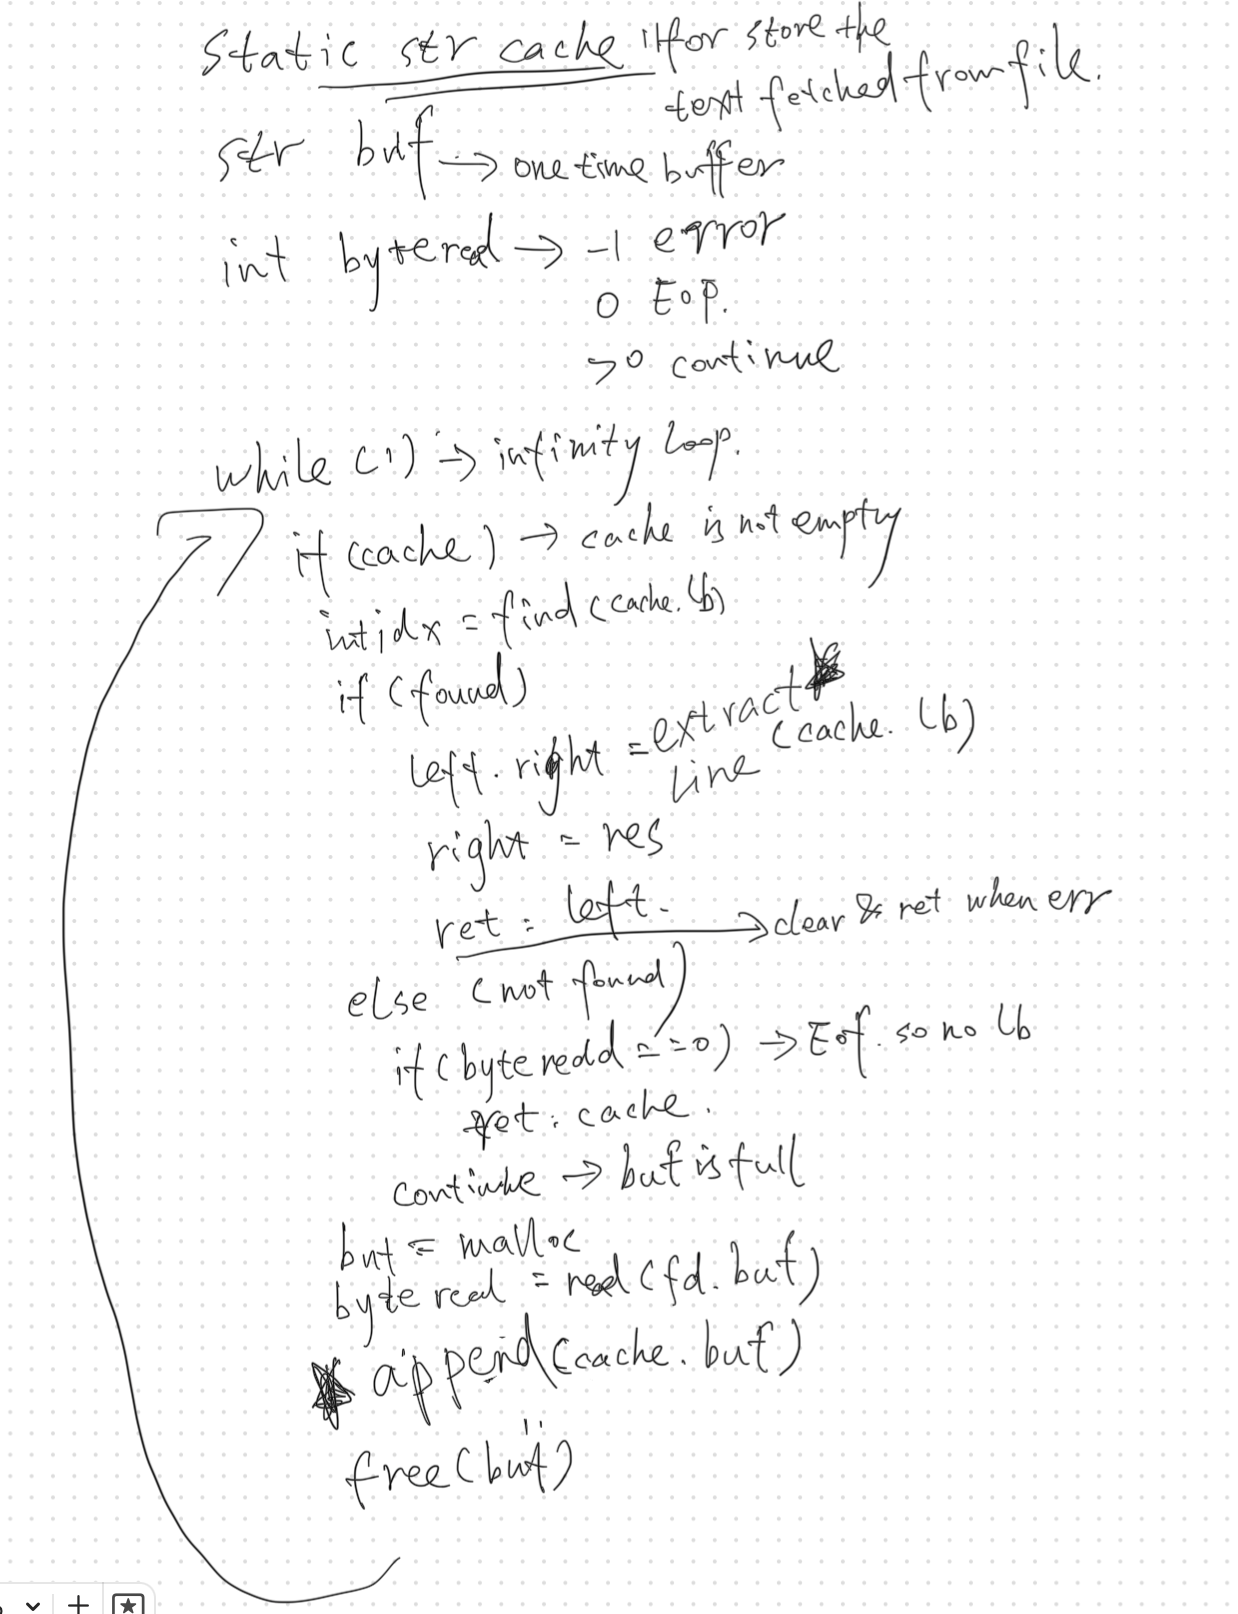 static str cache "for store the
text fetched from file.
str buf → one time buffer
int byteread → -1 error
0 EoF.
>0 continue
while (1) → infinity loop.
if (cache) → cache is not empty
int idx = find (cache. lb)
if (found)
left. right = extract
Line (cache. lb)
right = res
ret: left. → clear & ret when err
else (not found)
if (byteredd == 0) → Eof. so no lb
ret: cache.
continue → buf is full
buf = malloc
byteread = read (fd. buf)
append (cache. buf)
free (buf)